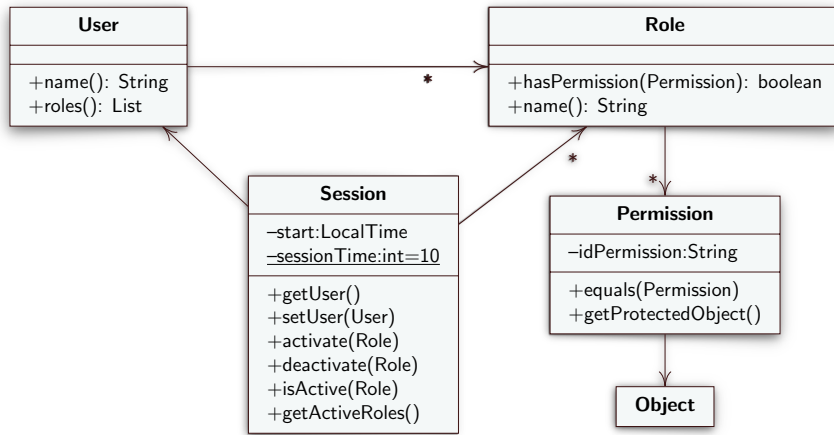 User
+name(): String
+roles(): List
*
Role
+hasPermission(Permission): boolean
+name(): String
*
*
Session
–start:LocalTime
–sessionTime:int=10
+getUser()
+setUser(User)
+activate(Role)
+deactivate(Role)
+isActive(Role)
+getActiveRoles()
Permission
–idPermission:String
+equals(Permission)
+getProtectedObject()
Object